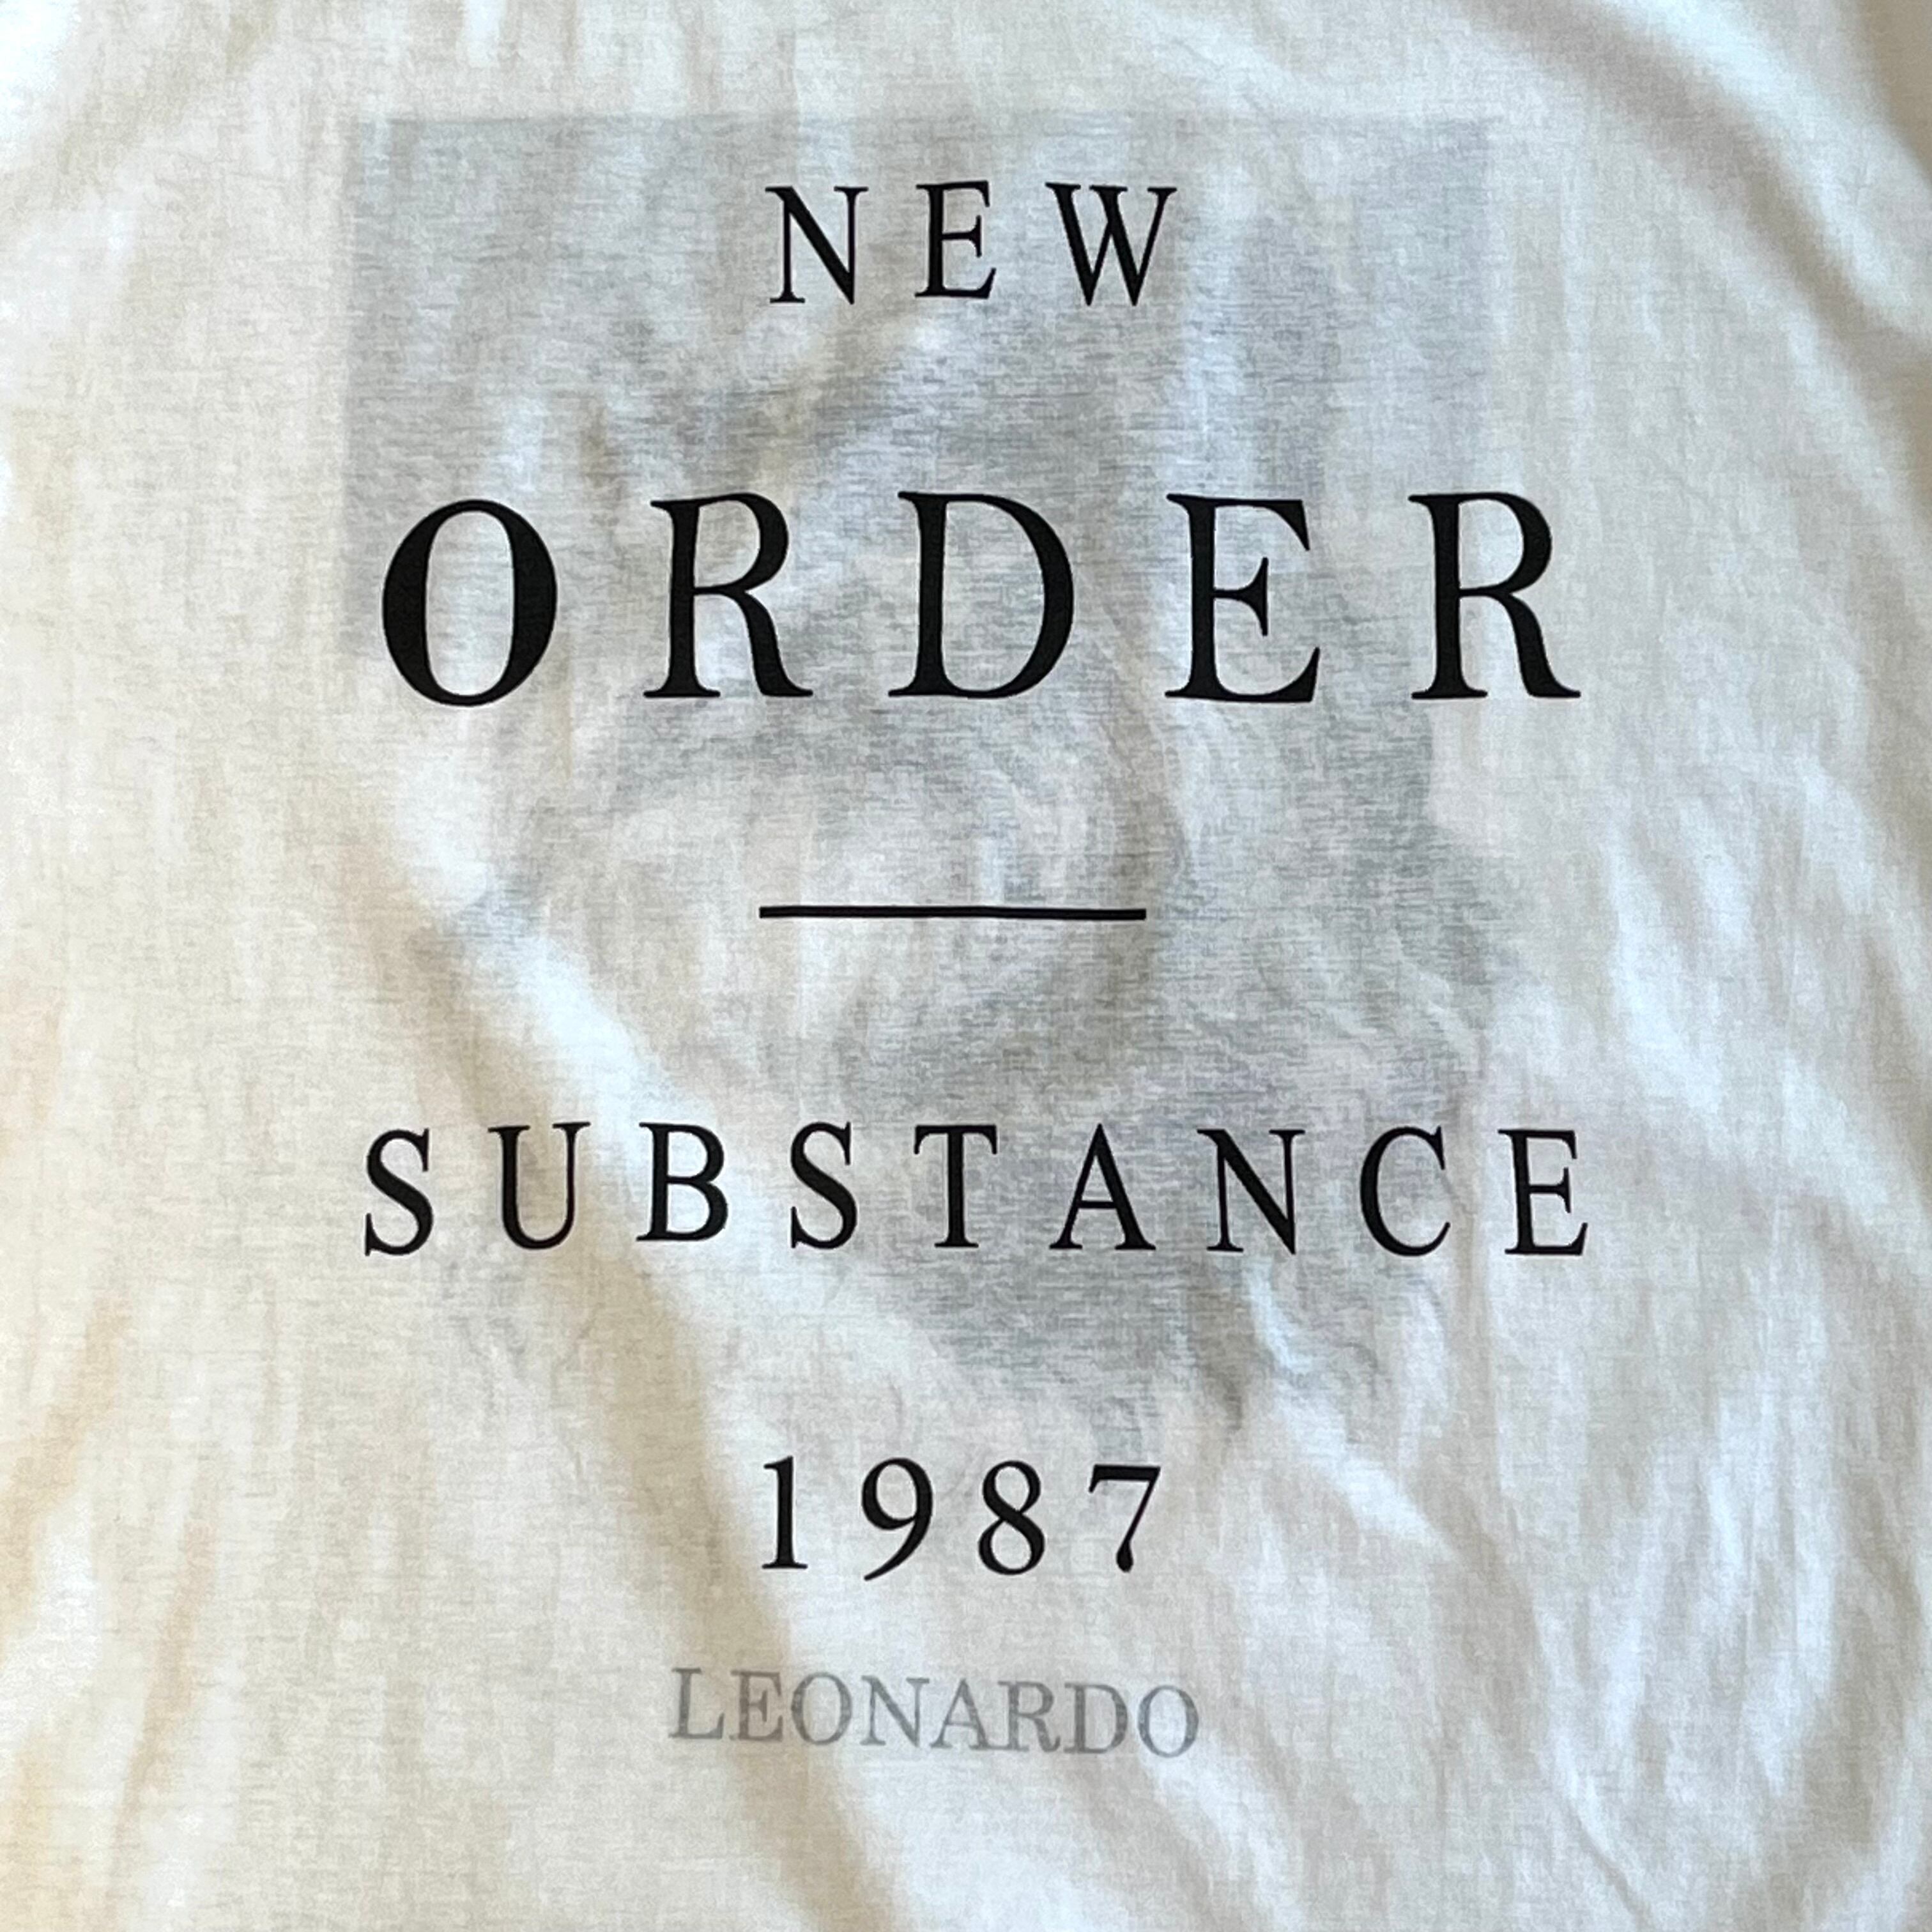 NEW
ORDER
SUBSTANCE
1987
LEONARDO